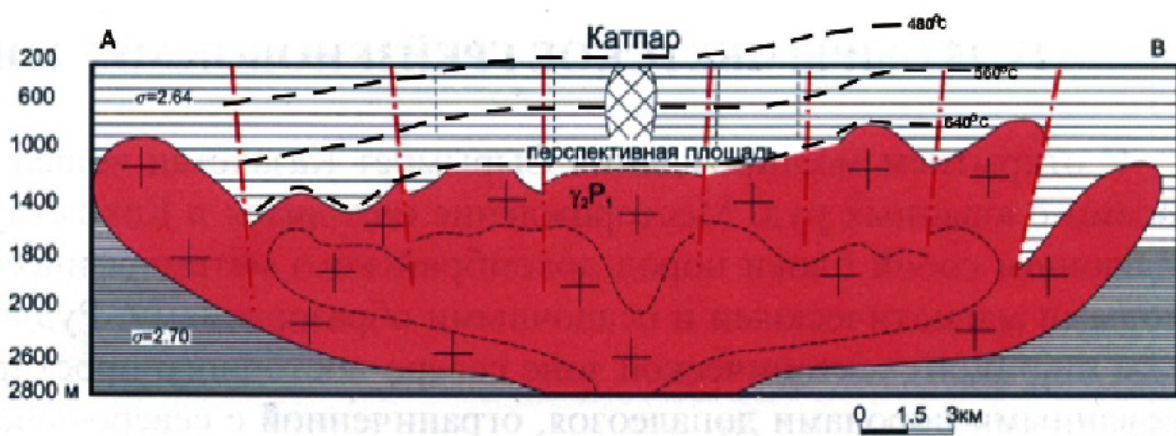 A
B
Катпар
480°C
560°C
640°C
200
600
1000
1400
1800
2000
2600
2800 м
σ=2.64
σ=2.70
перспективная площадь
γ₂P₁
0 1,5 3км